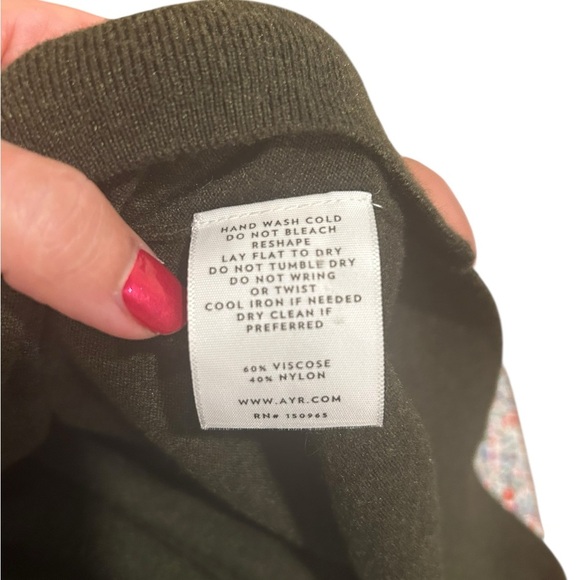 HAND WASH COLD
DO NOT BLEACH
RESHAPE
LAY FLAT TO DRY
DO NOT TUMBLE DRY
DO NOT WRING
OR TWIST
COOL IRON IF NEEDED
DRY CLEAN IF
PREFERRED
60% VISCOSE
40% NYLON
WWW.AYR.COM
RN# 150965